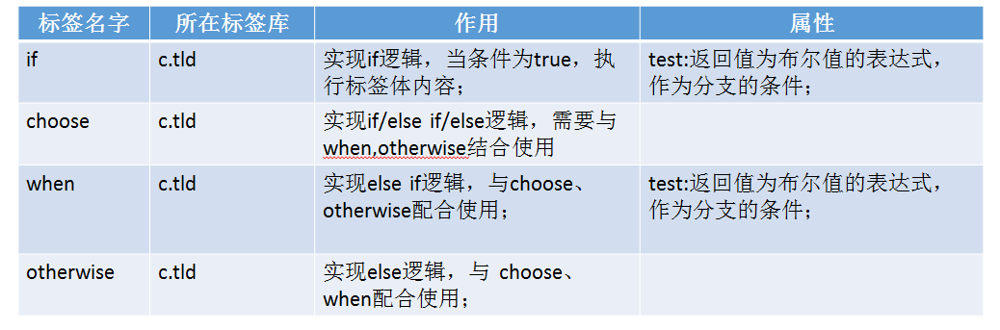 标签名字 所在标签库 作用 属性
if c.tld 实现if逻辑，当条件为true，执 test:返回值为布尔值的表达式，
行标签体内容； 作为分支的条件；
choose c.tld 实现if/else if/else逻辑，需要与
when,otherwise结合使用
when c.tld 实现else if逻辑，与choose、 test:返回值为布尔值的表达式，
otherwise配合使用； 作为分支的条件；
otherwise c.tld 实现else逻辑，与 choose、
when配合使用；